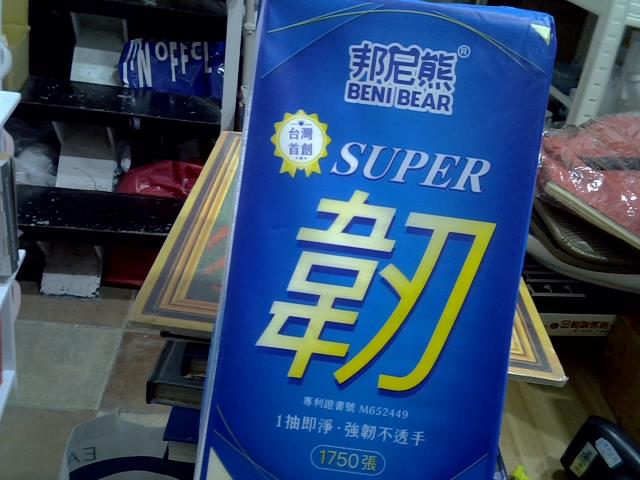 邦尼熊®
BENI BEAR
台灣
首創
SUPER
韌
專利證書號 M652449
1抽即淨·強韌不透手
1750張